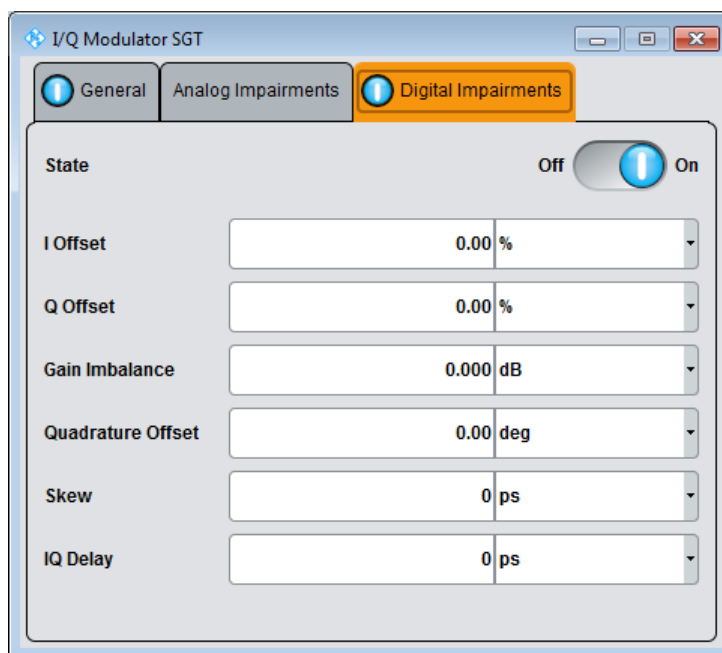 I/Q Modulator SGT
General Analog Impairments Digital Impairments
State Off On
I Offset 0.00 %
Q Offset 0.00 %
Gain Imbalance 0.000 dB
Quadrature Offset 0.00 deg
Skew 0 ps
IQ Delay 0 ps